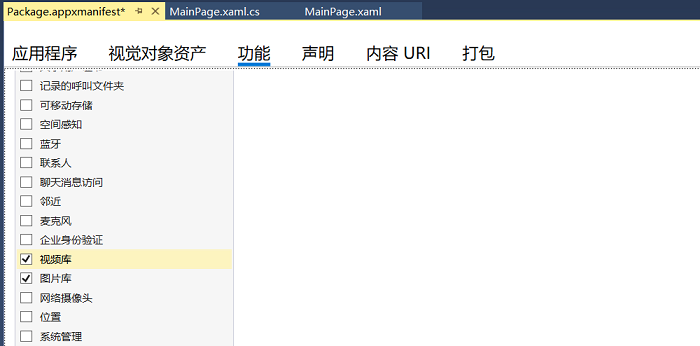 Package.appxmanifest* MainPage.xaml.cs MainPage.xaml
应用程序 视觉对象资产 功能 声明 内容 URI 打包
记录的呼叫文件夹
可移动存储
空间感知
蓝牙
联系人
聊天消息访问
邻近
麦克风
企业身份验证
视频库
图片库
网络摄像头
位置
系统管理